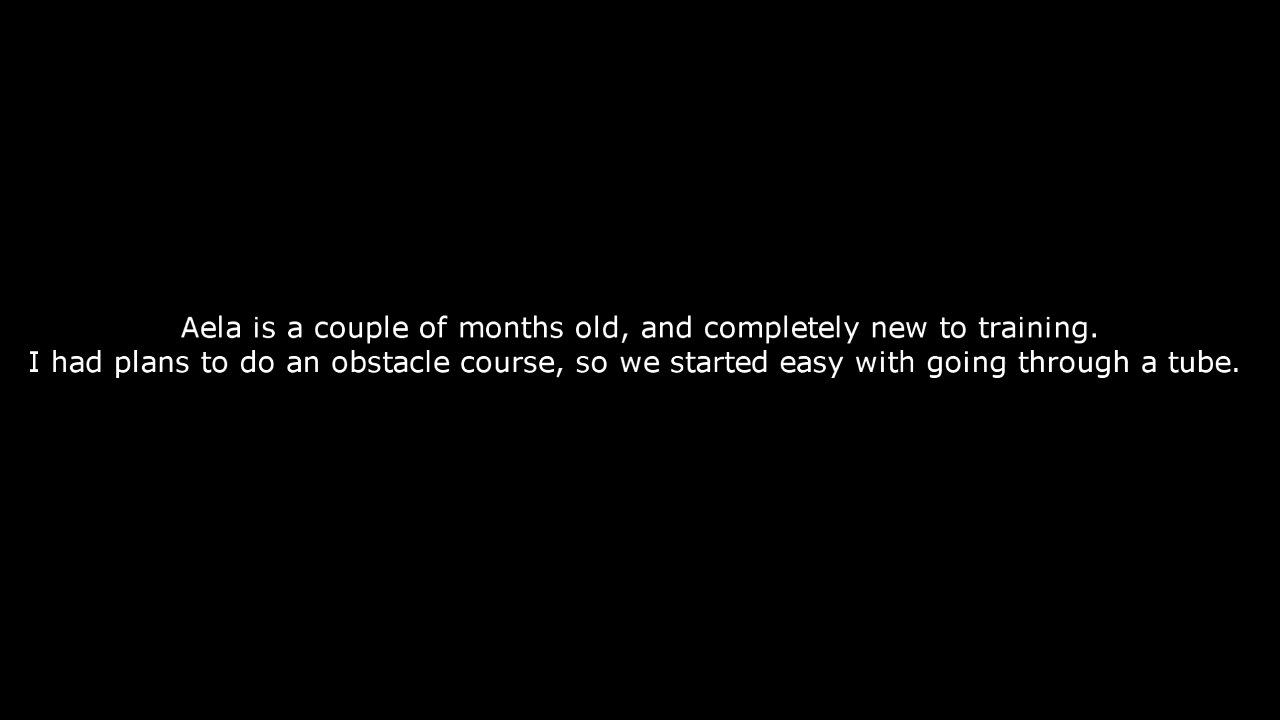 Aela is a couple of months old, and completely new to training.
I had plans to do an obstacle course, so we started easy with going through a tube.